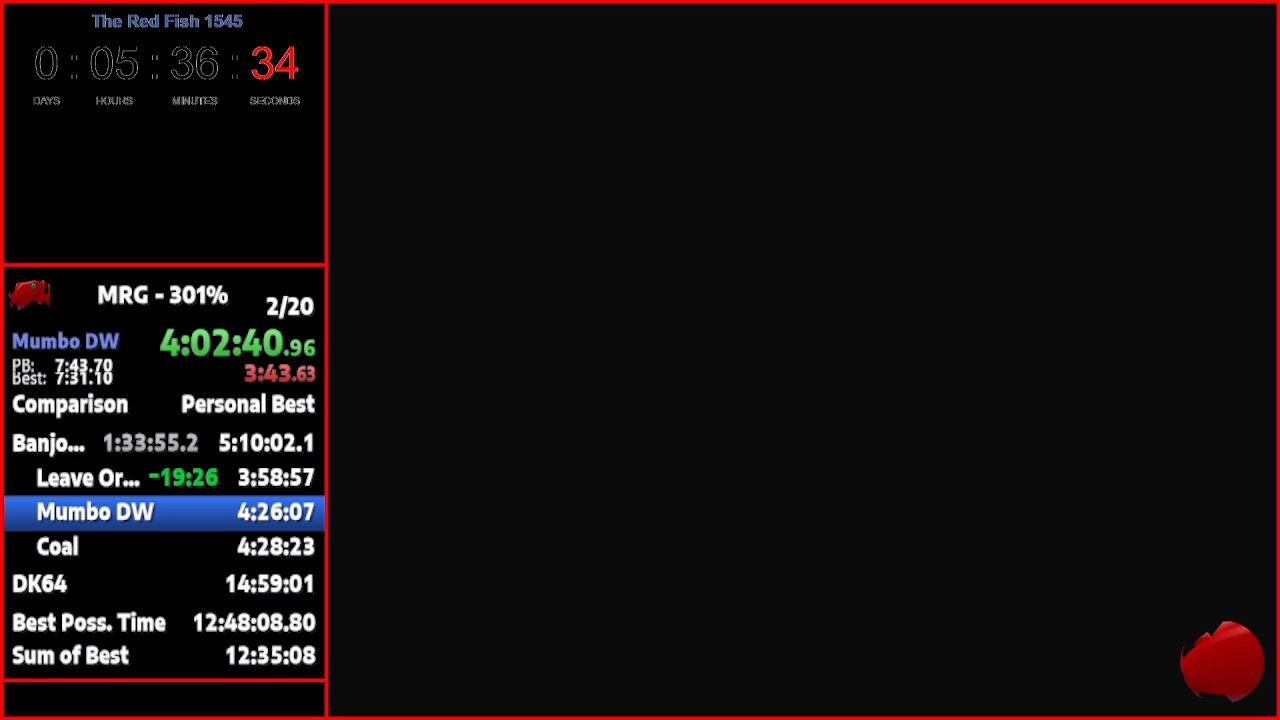 The Red Fish 1545
0 : 05 : 36 : 34
DAYS HOURS MINUTES SECONDS
MRG - 301%
2/20
Mumbo DW 4:02:40.96
PB: 7:43.70
Best: 7:31.10
3:43.63
Comparison Personal Best
Banjo... 1:33:55.2 5:10:02.1
Leave Or... -19:26 3:58:57
Mumbo DW 4:26:07
Coal 4:28:23
DK64 14:59:01
Best Poss. Time 12:48:08.80
Sum of Best 12:35:08